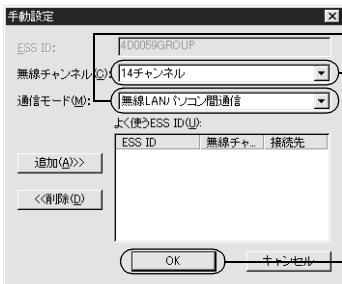 手動設定
ESS ID: 4D0059GROUP
無線チャンネル(C): 14チャンネル
通信モード(M): 無線LANパソコン間通信
よく使うESS ID(U):
ESS ID 無線チャ... 接続先
追加(A)>>
<<削除(D)
OK キャンセル